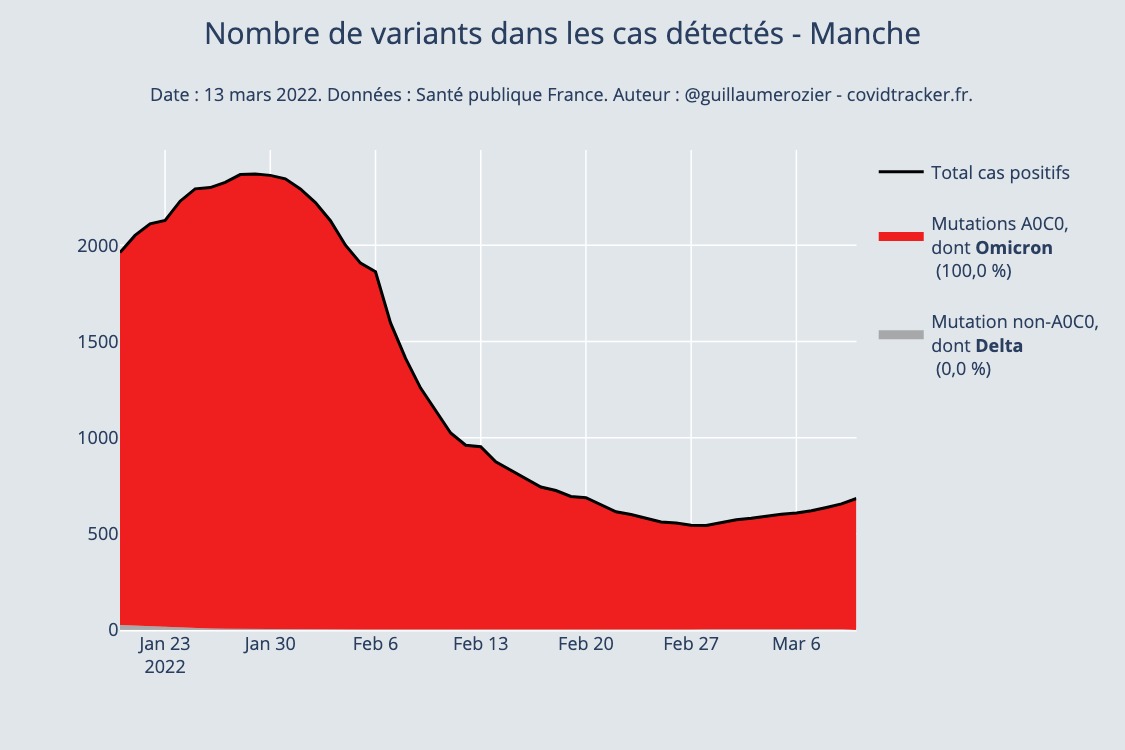 Nombre de variants dans les cas détectés - Manche
Date : 13 mars 2022. Données : Santé publique France. Auteur : @guillaumerozier - covidtracker.fr.
Total cas positifs
Mutations A0C0,
dont Omicron
(100,0 %)
Mutation non-A0C0,
dont Delta
(0,0 %)
2000
1500
1000
500
0
Jan 23
2022
Jan 30
Feb 6
Feb 13
Feb 20
Feb 27
Mar 6